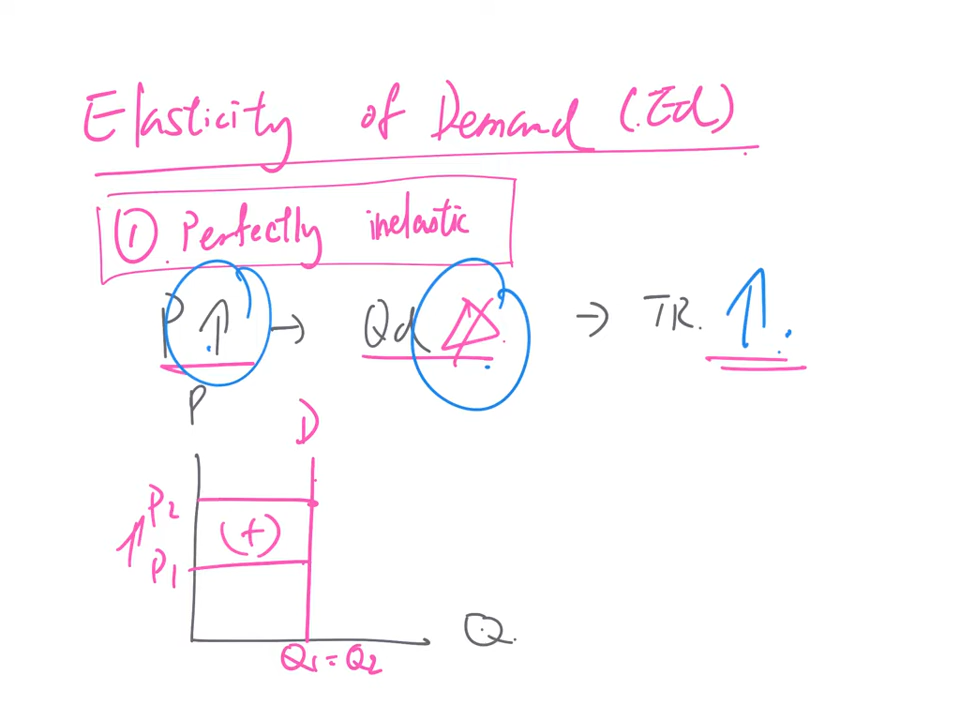 Elasticity of Demand (Ed)
① Perfectly inelastic
P ↑ → Qd Δ → TR. ↑.
P
D
P2
(+)
↑ P1
Q.
Q1 = Q2